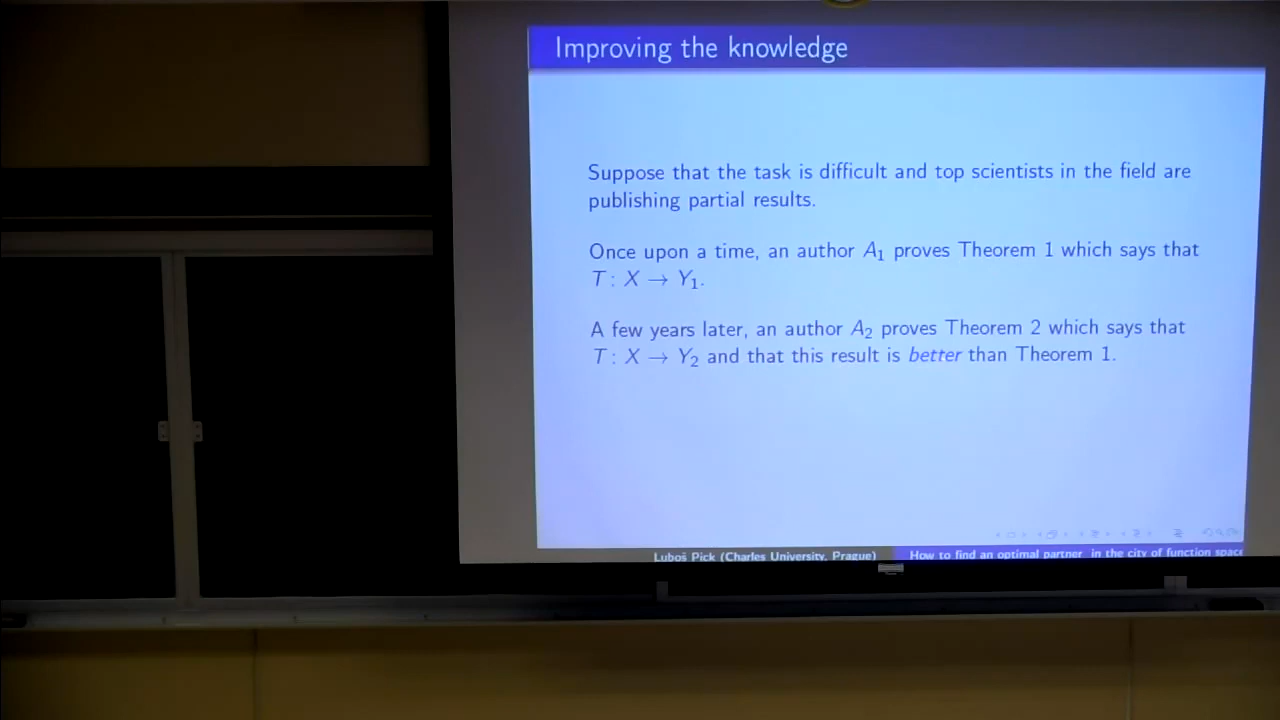 Improving the knowledge
Suppose that the task is difficult and top scientists in the field are
publishing partial results.
Once upon a time, an author A₁ proves Theorem 1 which says that
T : X → Y₁.
A few years later, an author A₂ proves Theorem 2 which says that
T : X → Y₂ and that this result is better than Theorem 1.
Luboš Pick (Charles University, Prague) How to find an optimal partner in the city of function